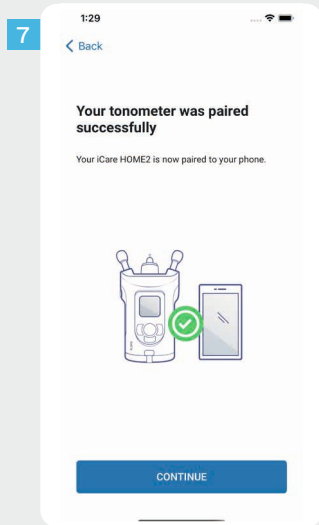 7
1:29
Back
Your tonometer was paired
successfully
Your iCare HOME2 is now paired to your phone.
CONTINUE